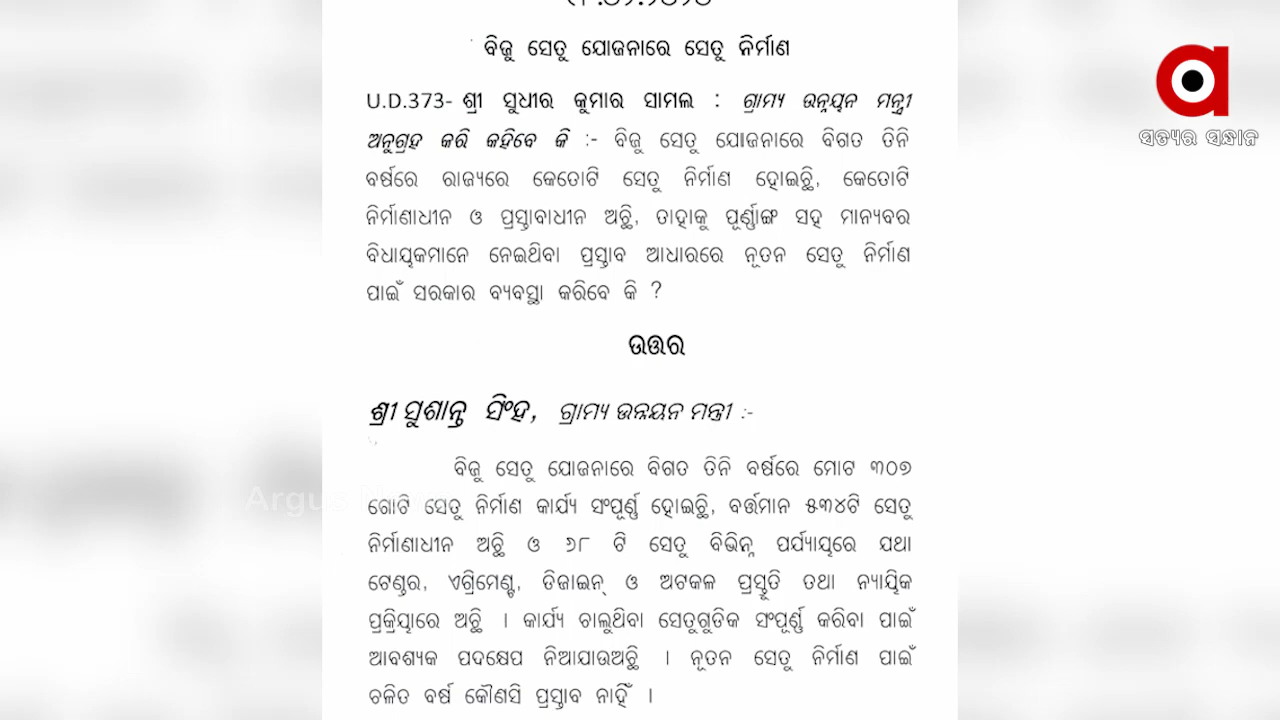 ବିଜୁ ସେତୁ ଯୋଜନାରେ ସେତୁ ନିର୍ମାଣ
U.D.373- ଶ୍ରୀ ସୁଧୀର କୁମାର ସାମଲ : ଗ୍ରାମ୍ୟ ଉନ୍ନୟନ ମନ୍ତ୍ରୀ
ଅନୁଗ୍ରହ କରି କହିବେ କି :- ବିଜୁ ସେତୁ ଯୋଜନାରେ ବିଗତ ତିନି
ବର୍ଷରେ ରାଜ୍ୟରେ କେତୋଟି ସେତୁ ନିର୍ମାଣ ହୋଇଛି, କେତୋଟି
ନିର୍ମାଣାଧୀନ ଓ ପ୍ରସ୍ତାବାଧୀନ ଅଛି, ତାହାକୁ ପୂର୍ଣ୍ଣାଙ୍ଗ ସହ ମାନ୍ୟବର
ବିଧାୟକମାନେ ନେଇଥିବା ପ୍ରସ୍ତାବ ଆଧାରରେ ନୂତନ ସେତୁ ନିର୍ମାଣ
ପାଇଁ ସରକାର ବ୍ୟବସ୍ଥା କରିବେ କି ?
ଉତ୍ତର
ଶ୍ରୀ ସୁଶାନ୍ତ ସିଂହ, ଗ୍ରାମ୍ୟ ଉନ୍ନୟନ ମନ୍ତ୍ରୀ :-
ବିଜୁ ସେତୁ ଯୋଜନାରେ ବିଗତ ତିନି ବର୍ଷରେ ମୋଟ ୩୦୭
ଗୋଟି ସେତୁ ନିର୍ମାଣ କାର୍ଯ୍ୟ ସଂପୂର୍ଣ୍ଣ ହୋଇଛି, ବର୍ତ୍ତମାନ ୫୩୪ଟି ସେତୁ
ନିର୍ମାଣାଧୀନ ଅଛି ଓ ୬୮ ଟି ସେତୁ ବିଭିନ୍ନ ପର୍ଯ୍ୟାୟରେ ଯଥା
ଟେଣ୍ଡର, ଏଗ୍ରିମେଣ୍ଟ, ଡିଜାଇନ୍ ଓ ଅଟକଳ ପ୍ରସ୍ତୁତି ତଥା ନ୍ୟାୟିକ
ପ୍ରକ୍ରିୟାରେ ଅଛି । କାର୍ଯ୍ୟ ଚାଲୁଥିବା ସେତୁଗୁଡିକ ସଂପୂର୍ଣ୍ଣ କରିବା ପାଇଁ
ଆବଶ୍ୟକ ପଦକ୍ଷେପ ନିଆଯାଉଅଛି । ନୂତନ ସେତୁ ନିର୍ମାଣ ପାଇଁ
ଚଳିତ ବର୍ଷ କୌଣସି ପ୍ରସ୍ତାବ ନାହିଁ ।
ସତ୍ୟର ସନ୍ଧାନ
Argus News